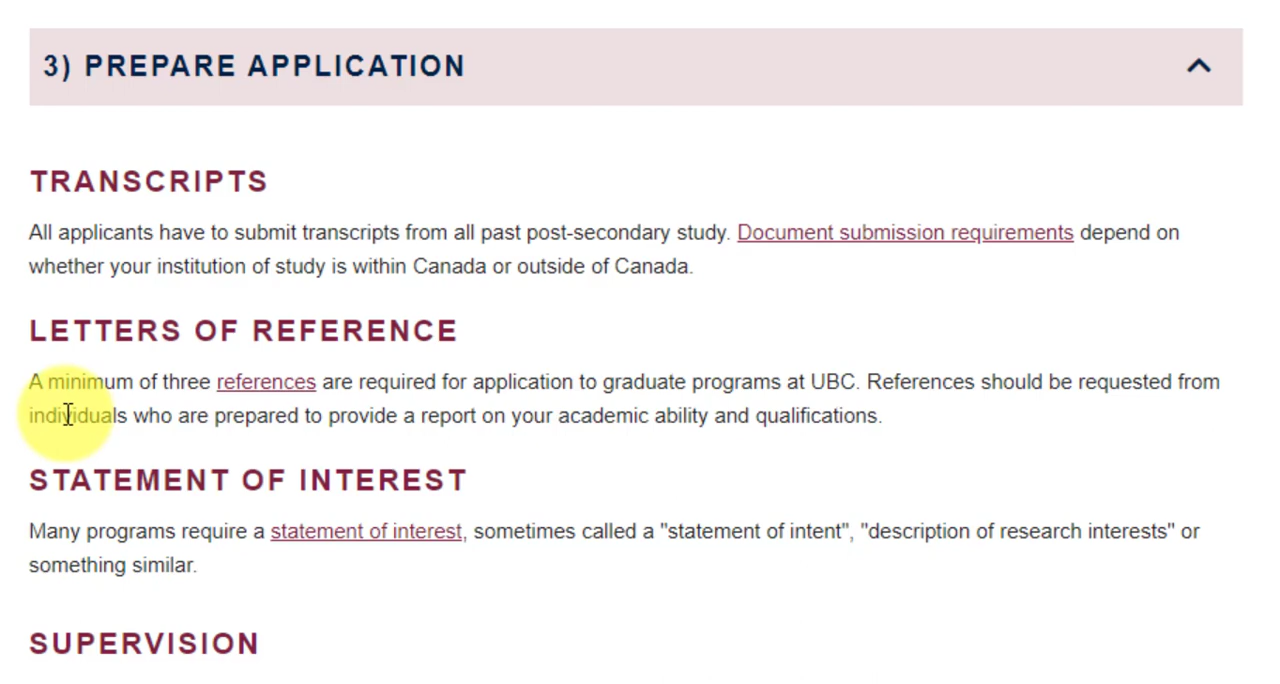 3) PREPARE APPLICATION
TRANSCRIPTS
All applicants have to submit transcripts from all past post-secondary study. Document submission requirements depend on
whether your institution of study is within Canada or outside of Canada.
LETTERS OF REFERENCE
A minimum of three references are required for application to graduate programs at UBC. References should be requested from
individuals who are prepared to provide a report on your academic ability and qualifications.
STATEMENT OF INTEREST
Many programs require a statement of interest, sometimes called a "statement of intent", "description of research interests" or
something similar.
SUPERVISION